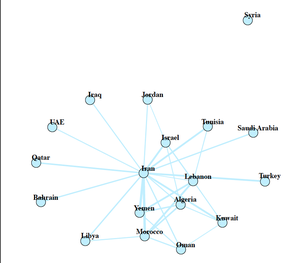 Syria
Iraq
Jordan
UAE
Tunisia
Saudi Arabia
Israel
Qatar
Iran
Lebanon
Turkey
Bahrain
Algeria
Yemen
Kuwait
Libya
Morocco
Oman